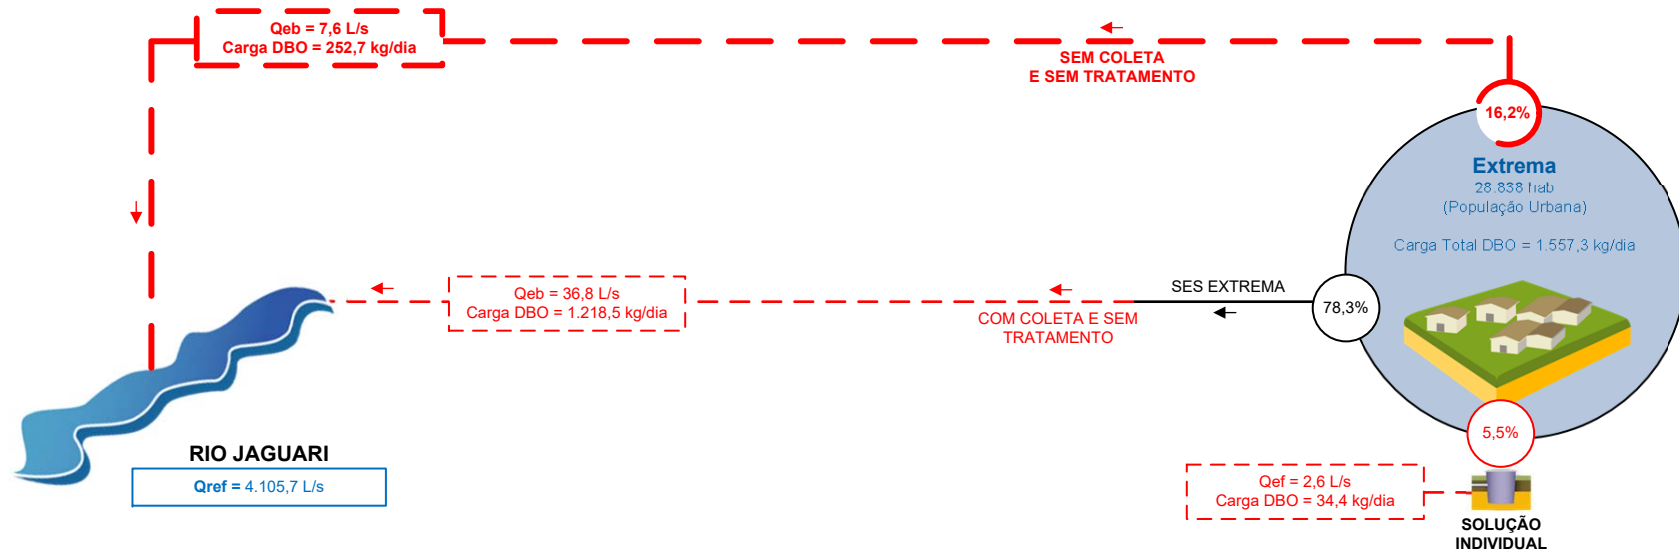 Qeb = 7,6 L/s
Carga DBO = 252,7 kg/dia
SEM COLETA
E SEM TRATAMENTO
16,2%
Extrema
28.838 hab
(População Urbana)
Carga Total DBO = 1.557,3 kg/dia
Qeb = 36,8 L/s
Carga DBO = 1.218,5 kg/dia
SES EXTREMA
COM COLETA E SEM
TRATAMENTO
78,3%
RIO JAGUARI
Qref = 4.105,7 L/s
5,5%
Qef = 2,6 L/s
Carga DBO = 34,4 kg/dia
SOLUÇÃO
INDIVIDUAL